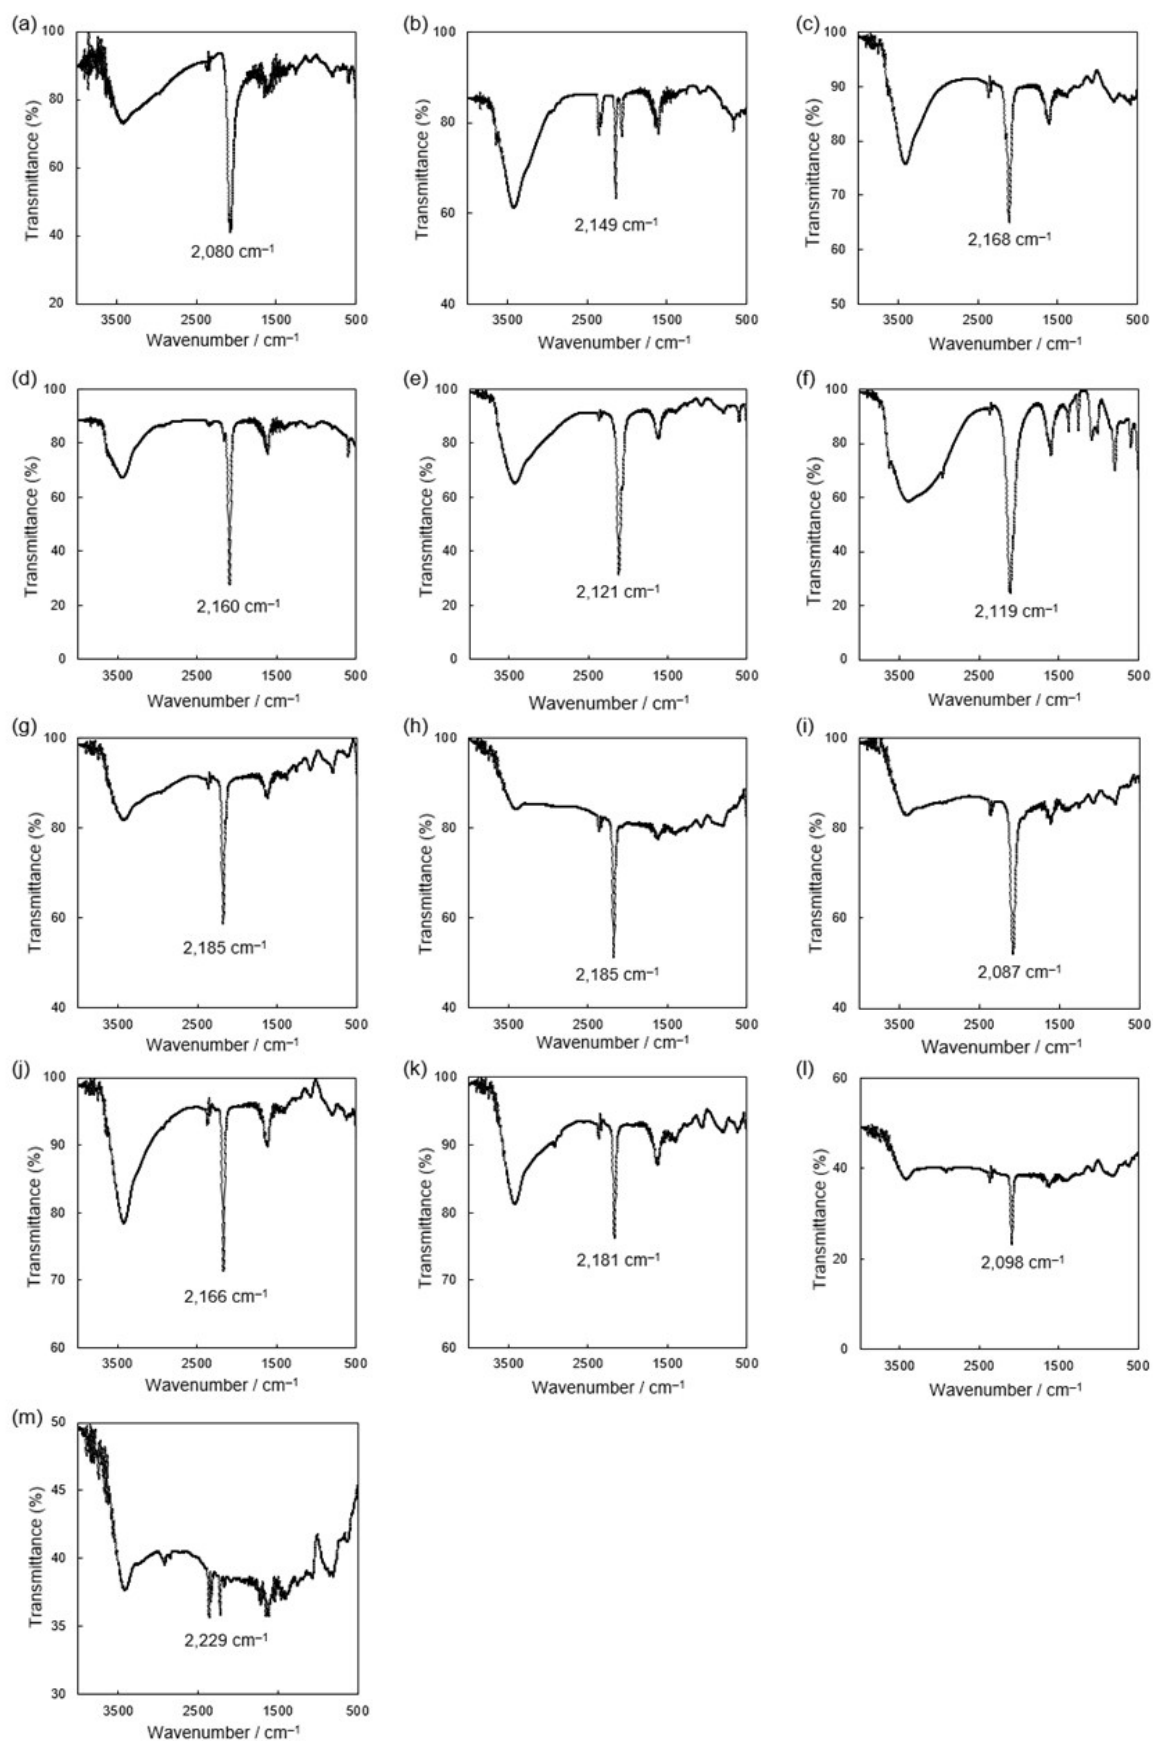 (a)
100
80
60
40
20
Transmittance (%)
2,080 cm⁻¹
3500 2500 1500 500
Wavenumber / cm⁻¹
(b)
100
80
60
40
Transmittance (%)
2,149 cm⁻¹
3500 2500 1500 500
Wavenumber / cm⁻¹
(c)
100
90
80
70
60
50
Transmittance (%)
2,168 cm⁻¹
3500 2500 1500 500
Wavenumber / cm⁻¹
(d)
100
80
60
40
20
0
Transmittance (%)
2,160 cm⁻¹
3500 2500 1500 500
Wavenumber / cm⁻¹
(e)
100
80
60
40
20
0
Transmittance (%)
2,121 cm⁻¹
3500 2500 1500 500
Wavenumber / cm⁻¹
(f)
100
80
60
40
20
0
Transmittance (%)
2,119 cm⁻¹
3500 2500 1500 500
Wavenumber / cm⁻¹
(g)
100
80
60
40
Transmittance (%)
2,185 cm⁻¹
3500 2500 1500 500
Wavenumber / cm⁻¹
(h)
100
80
60
40
Transmittance (%)
2,185 cm⁻¹
3500 2500 1500 500
Wavenumber / cm⁻¹
(i)
100
80
60
40
Transmittance (%)
2,087 cm⁻¹
3500 2500 1500 500
Wavenumber / cm⁻¹
(j)
100
90
80
70
60
Transmittance (%)
2,166 cm⁻¹
3500 2500 1500 500
Wavenumber / cm⁻¹
(k)
100
90
80
70
60
Transmittance (%)
2,181 cm⁻¹
3500 2500 1500 500
Wavenumber / cm⁻¹
(l)
60
40
20
0
Transmittance (%)
2,098 cm⁻¹
3500 2500 1500 500
Wavenumber / cm⁻¹
(m)
50
45
40
35
30
Transmittance (%)
2,229 cm⁻¹
3500 2500 1500 500
Wavenumber / cm⁻¹